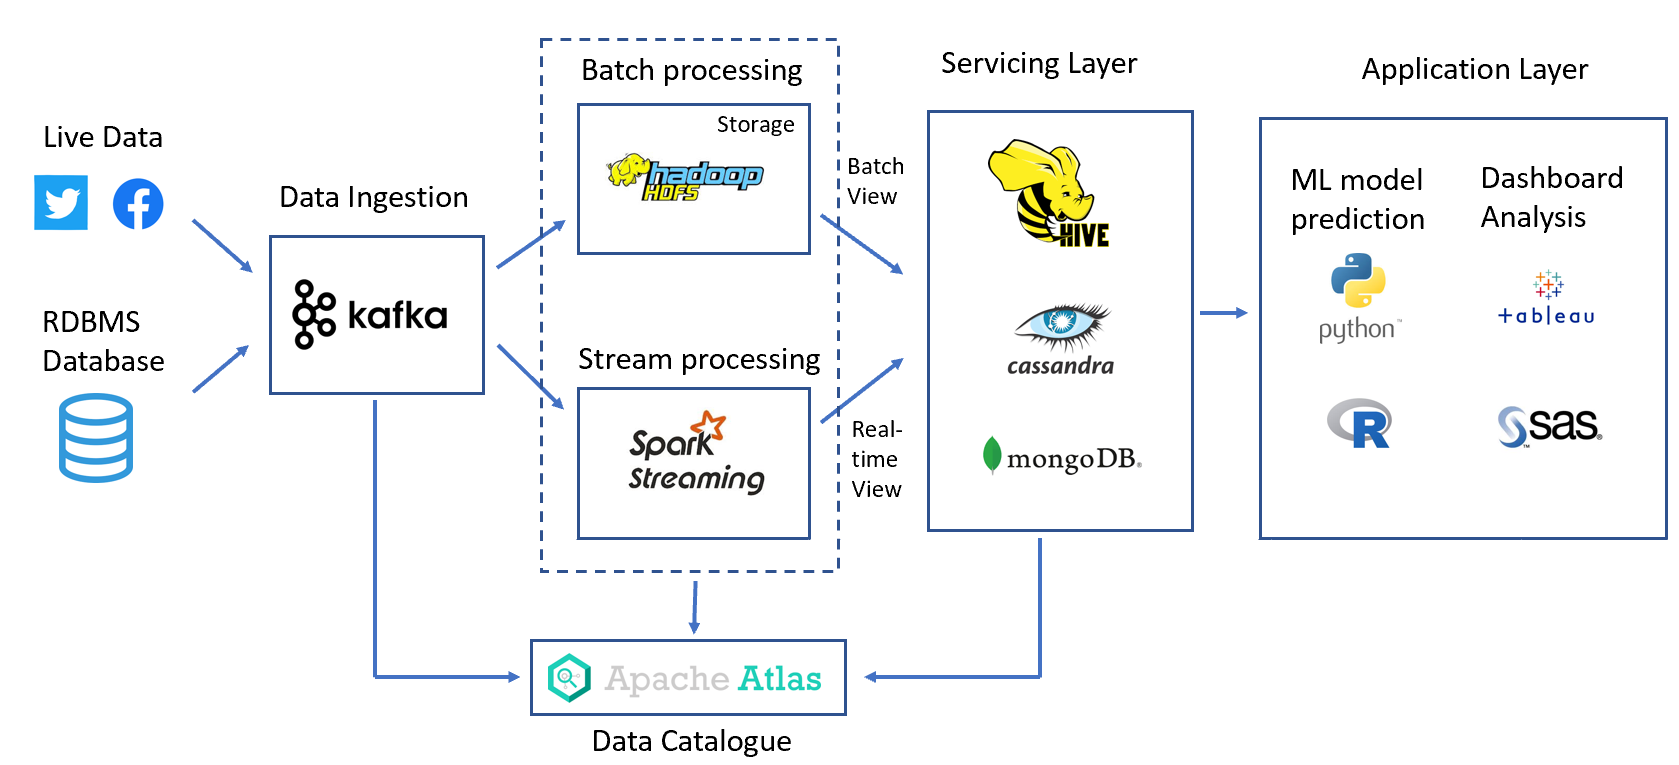 Live Data
RDBMS
Database
Data Ingestion
kafka
Batch processing
Storage
hadoop
HDFS
Stream processing
Spark
Streaming
Batch
View
Real-
time
View
Servicing Layer
HIVE
cassandra
mongoDB®
Application Layer
ML model
prediction
python™
R
Dashboard
Analysis
+ableau
sas®
™
Apache Atlas
Data Catalogue